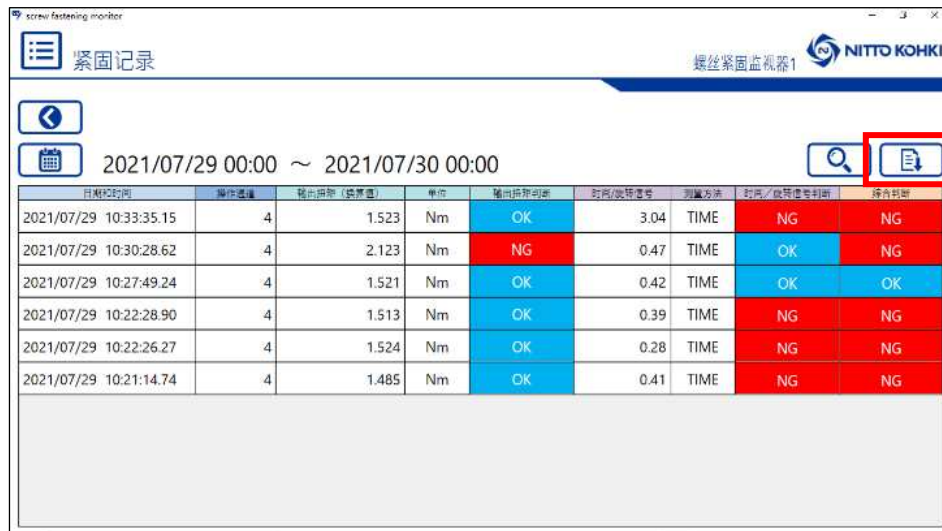 screw fastening monitor
紧固记录
螺丝紧固监视器1
NITTO KOHKI
2021/07/29 00:00 ～ 2021/07/30 00:00
日期和时间 操作通道 输出扭矩（换算值） 单位 输出扭矩判断 时间/旋转信号 测量方法 时间／旋转信号判断 综合判断
2021/07/29 10:33:35.15 4 1.523 Nm OK 3.04 TIME NG NG
2021/07/29 10:30:28.62 4 2.123 Nm NG 0.47 TIME OK NG
2021/07/29 10:27:49.24 4 1.521 Nm OK 0.42 TIME OK OK
2021/07/29 10:22:28.90 4 1.513 Nm OK 0.39 TIME NG NG
2021/07/29 10:22:26.27 4 1.524 Nm OK 0.28 TIME NG NG
2021/07/29 10:21:14.74 4 1.485 Nm OK 0.41 TIME NG NG